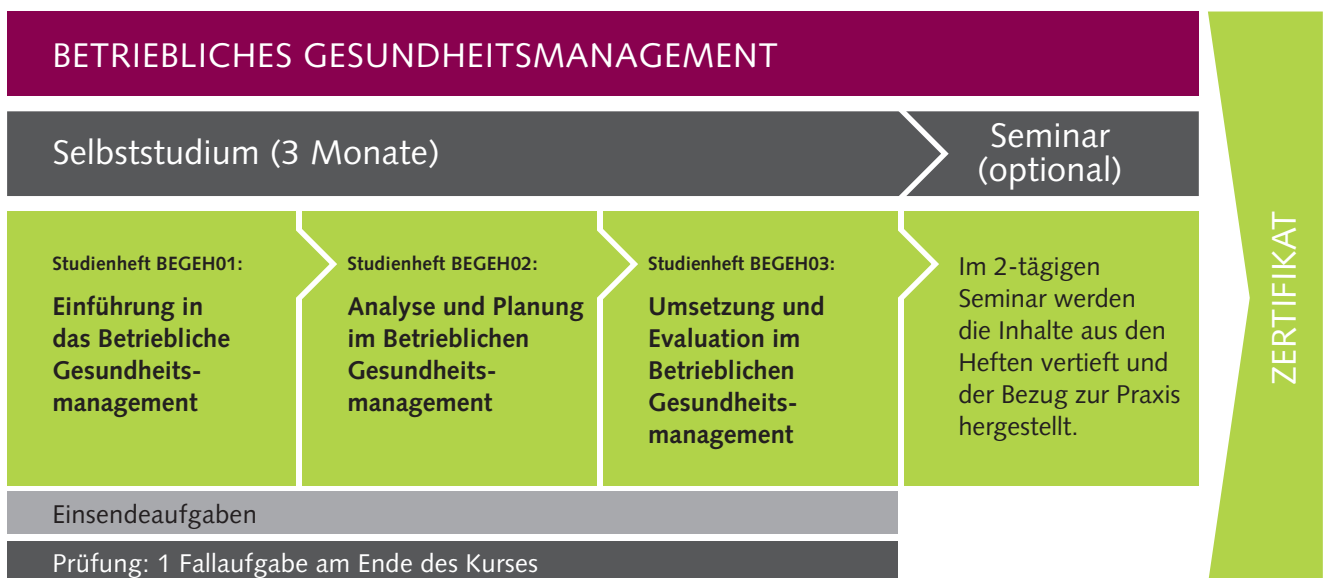 BETRIEBLICHES GESUNDHEITSMANAGEMENT
Selbststudium (3 Monate)
Seminar
(optional)
Studienheft BEGEH01:
Einführung in
das Betriebliche
Gesundheits-
management
Studienheft BEGEH02:
Analyse und Planung
im Betrieblichen
Gesundheits-
management
Studienheft BEGEH03:
Umsetzung und
Evaluation im
Betrieblichen
Gesundheits-
management
Im 2-tägigen
Seminar werden
die Inhalte aus den
Heften vertieft und
der Bezug zur Praxis
hergestellt.
Einsendeaufgaben
Prüfung: 1 Fallaufgabe am Ende des Kurses
ZERTIFIKAT